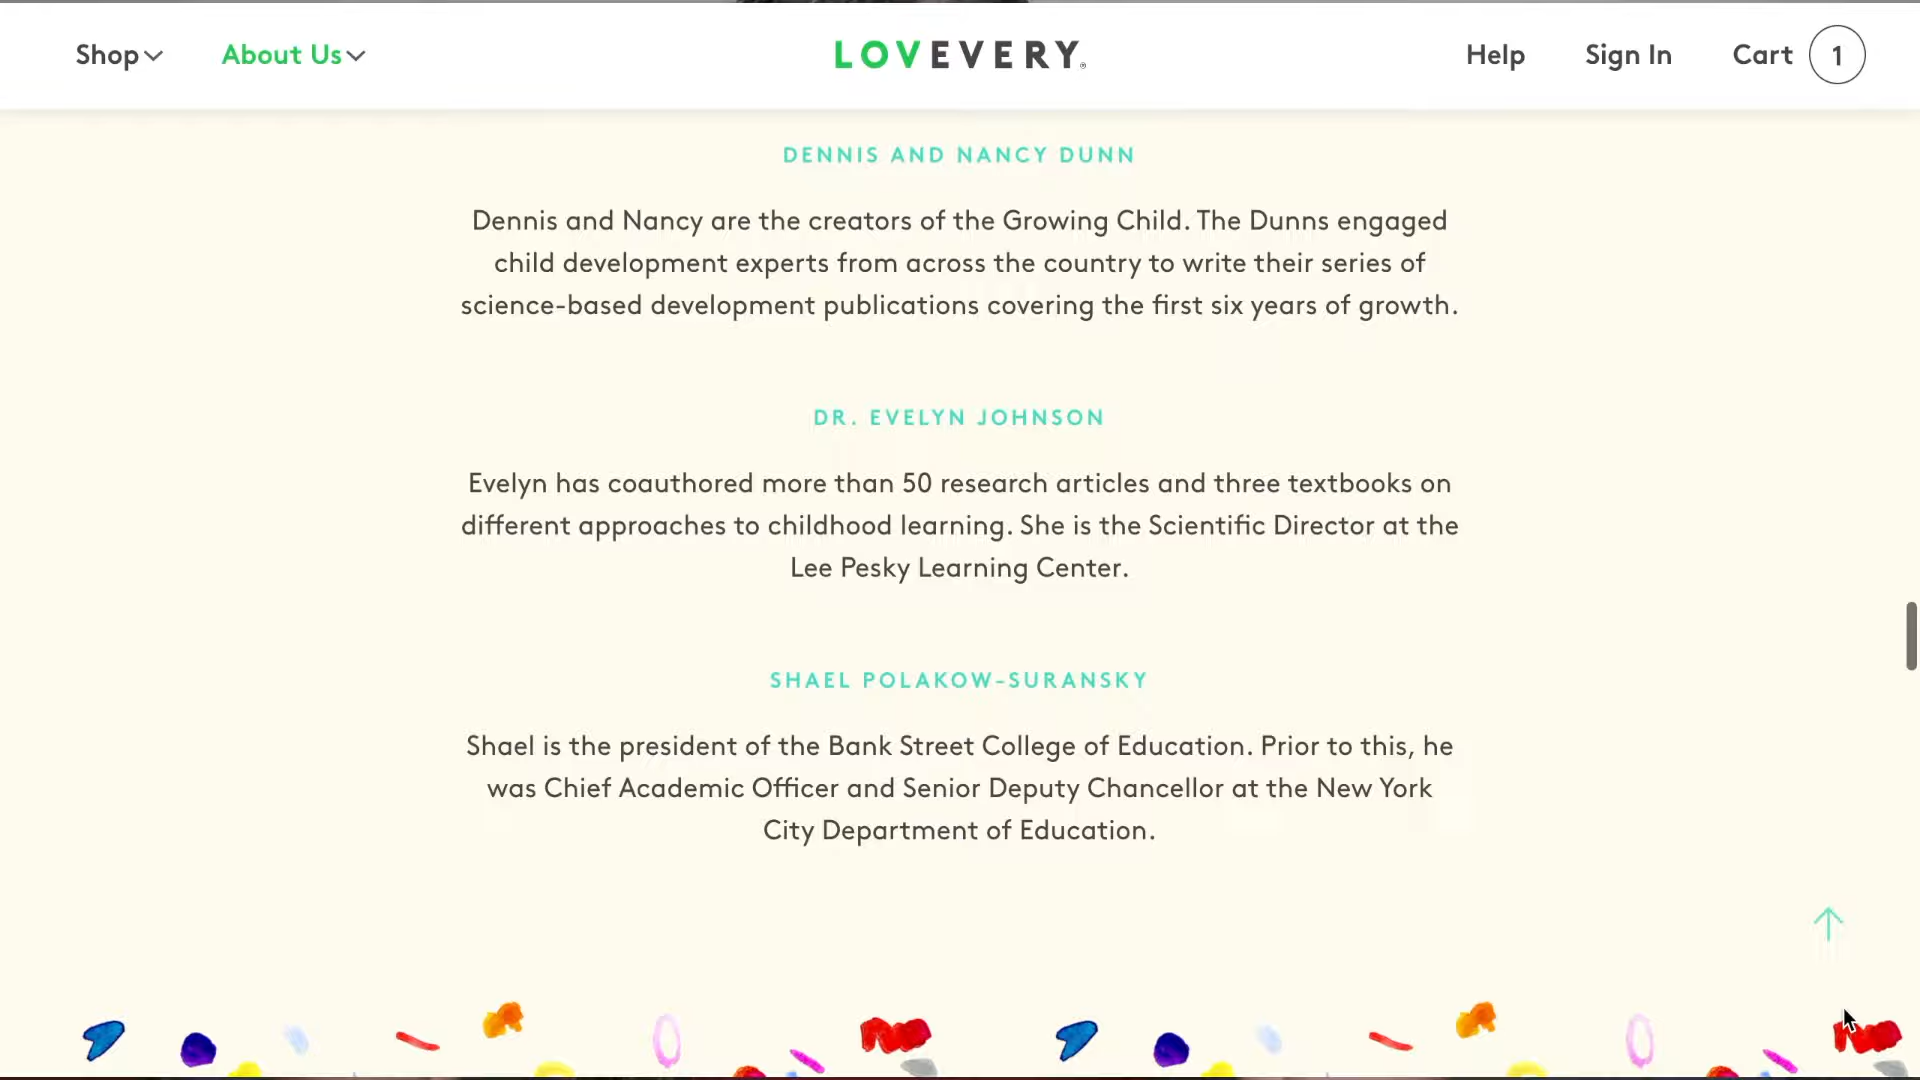 Shop
About Us
LOVEVERY®
Help
Sign In
Cart
1
DENNIS AND NANCY DUNN
Dennis and Nancy are the creators of the Growing Child. The Dunns engaged
child development experts from across the country to write their series of
science-based development publications covering the first six years of growth.
DR. EVELYN JOHNSON
Evelyn has coauthored more than 50 research articles and three textbooks on
different approaches to childhood learning. She is the Scientific Director at the
Lee Pesky Learning Center.
SHAEL POLAKOW-SURANSKY
Shael is the president of the Bank Street College of Education. Prior to this, he
was Chief Academic Officer and Senior Deputy Chancellor at the New York
City Department of Education.